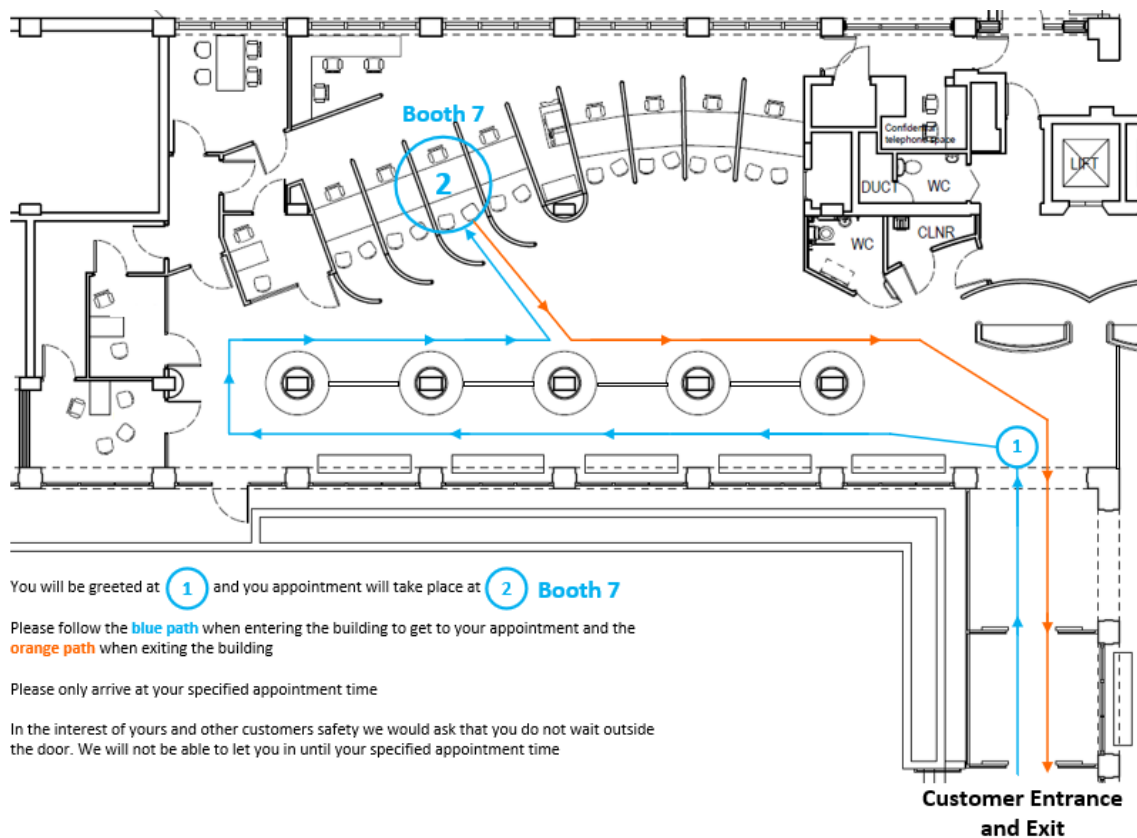 Booth 7
2
Confidential
telephone space
LIFT
DUCT
WC
WC
CLNR
1
You will be greeted at 1 and you appointment will take place at 2 Booth 7
Please follow the blue path when entering the building to get to your appointment and the
orange path when exiting the building
Please only arrive at your specified appointment time
In the interest of yours and other customers safety we would ask that you do not wait outside
the door. We will not be able to let you in until your specified appointment time
Customer Entrance
and Exit